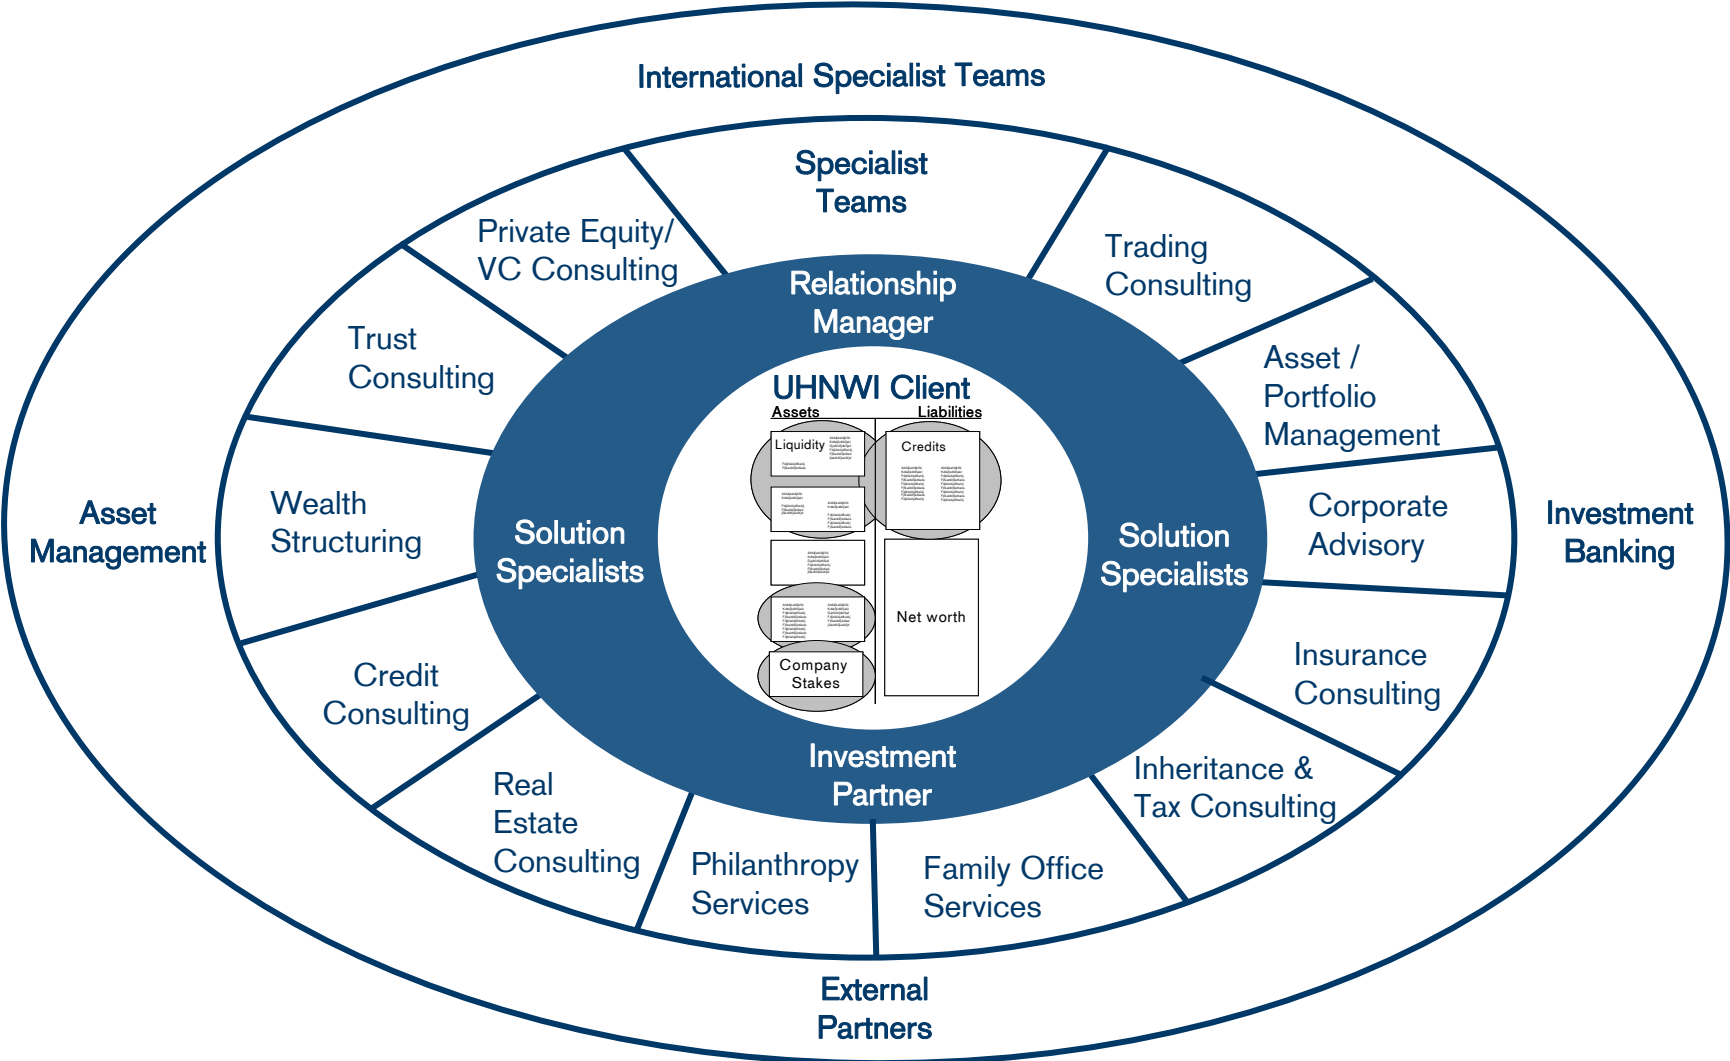 International Specialist Teams
Specialist
Teams
Private Equity/
VC Consulting
Trading
Consulting
Relationship
Manager
Trust
Consulting
Asset /
Portfolio
Management
UHNWI Client
Assets
Liabilities
Liquidity
Credits
Wealth
Structuring
Corporate
Advisory
Asset
Management
Investment
Banking
Solution
Specialists
Solution
Specialists
Net worth
Company
Stakes
Credit
Consulting
Insurance
Consulting
Investment
Partner
Real
Estate
Consulting
Inheritance &
Tax Consulting
Philanthropy
Services
Family Office
Services
External
Partners